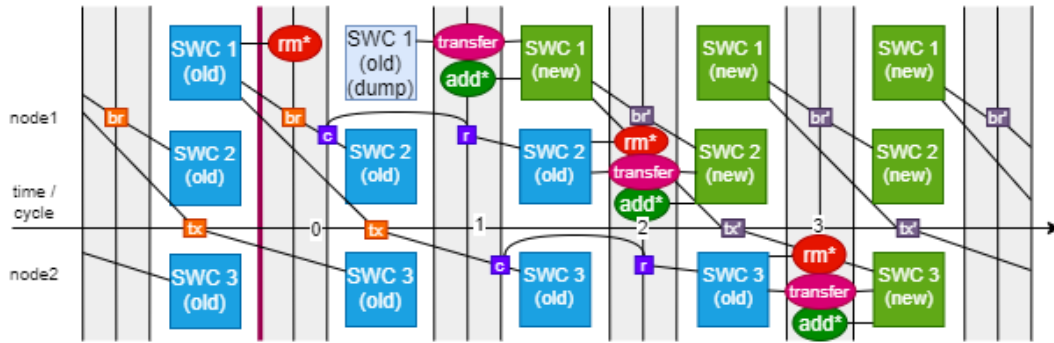 SWC 1
(old)
rm*
SWC 1
(old)
(dump)
transfer
add*
SWC 1
(new)
SWC 1
(new)
SWC 1
(new)
node1
br
br
c
r
br'
br'
br'
SWC 2
(old)
SWC 2
(old)
SWC 2
(old)
rm*
transfer
add*
SWC 2
(new)
SWC 2
(new)
SWC 2
(new)
time /
cycle
tx
0
tx
1
2
tx'
3
tx'
node2
SWC 3
(old)
SWC 3
(old)
c
SWC 3
(old)
r
SWC 3
(old)
rm*
transfer
add*
SWC 3
(new)